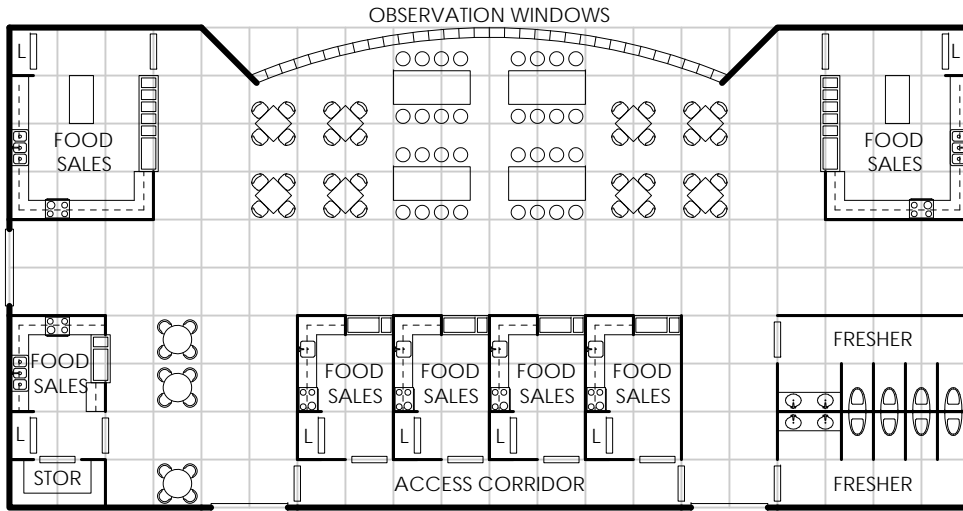 OBSERVATION WINDOWS
L
L
FOOD
SALES
FOOD
SALES
FOOD
SALES
FOOD
SALES
FOOD
SALES
FOOD
SALES
FOOD
SALES
FRESHER
L
L
L
L
L
STOR
ACCESS CORRIDOR
FRESHER